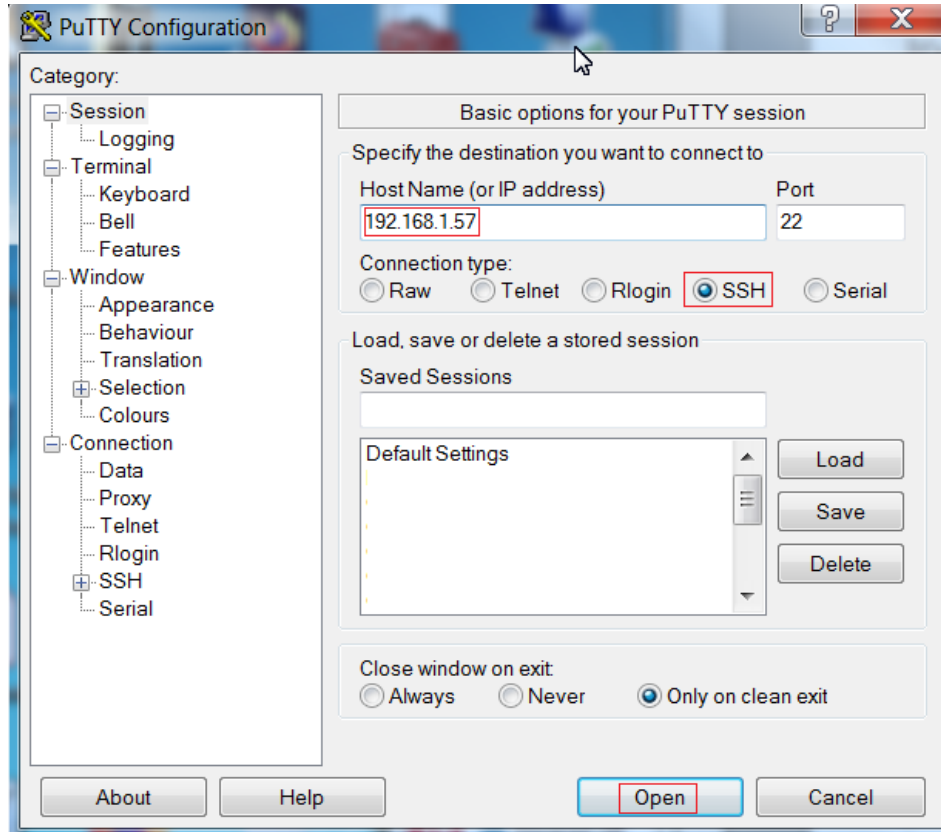 PuTTY Configuration
Category:
Session
Logging
Terminal
Keyboard
Bell
Features
Window
Appearance
Behaviour
Translation
Selection
Colours
Connection
Data
Proxy
Telnet
Rlogin
SSH
Serial
Basic options for your PuTTY session
Specify the destination you want to connect to
Host Name (or IP address) Port
192.168.1.57 22
Connection type:
Raw Telnet Rlogin SSH Serial
Load, save or delete a stored session
Saved Sessions
Default Settings
Load
Save
Delete
Close window on exit:
Always Never Only on clean exit
About Help Open Cancel